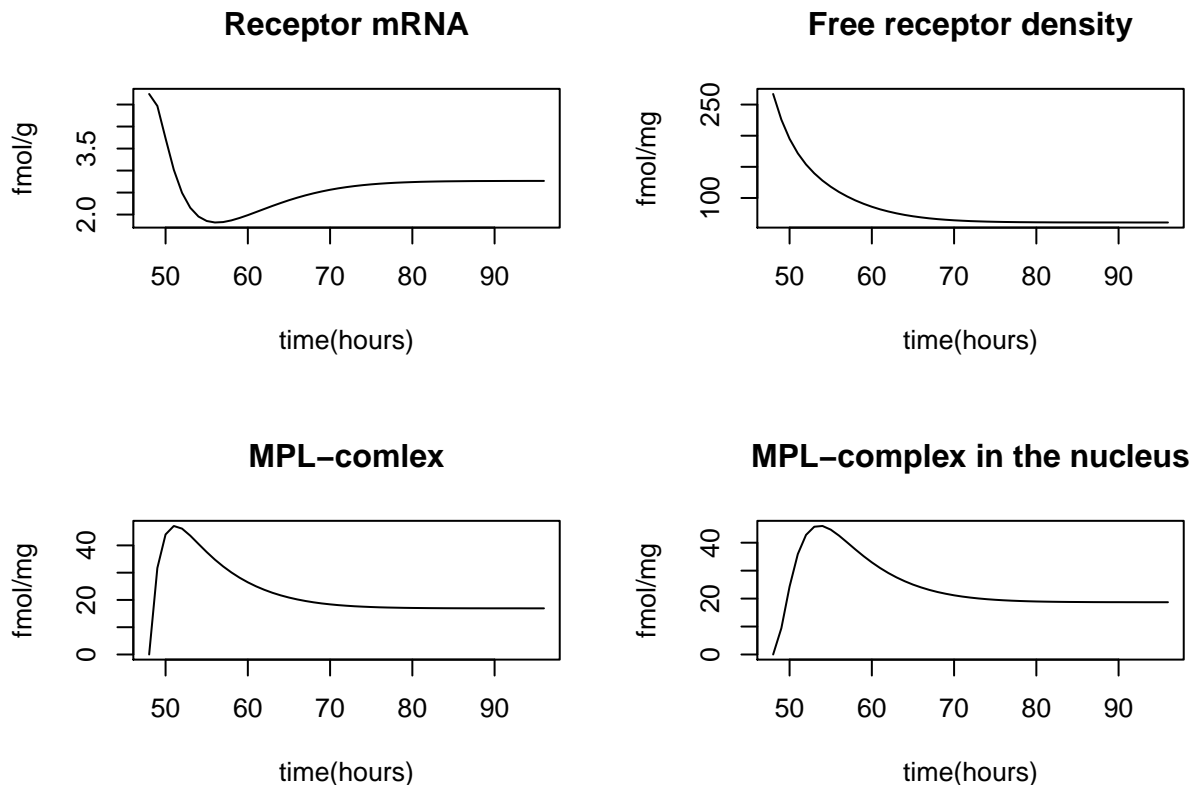 Receptor mRNA
fmol/g
2.0
3.5
50 60 70 80 90
time(hours)
Free receptor density
fmol/mg
100
250
50 60 70 80 90
time(hours)
MPL−comlex
fmol/mg
0 20 40
50 60 70 80 90
time(hours)
MPL−complex in the nucleus
fmol/mg
0 20 40
50 60 70 80 90
time(hours)